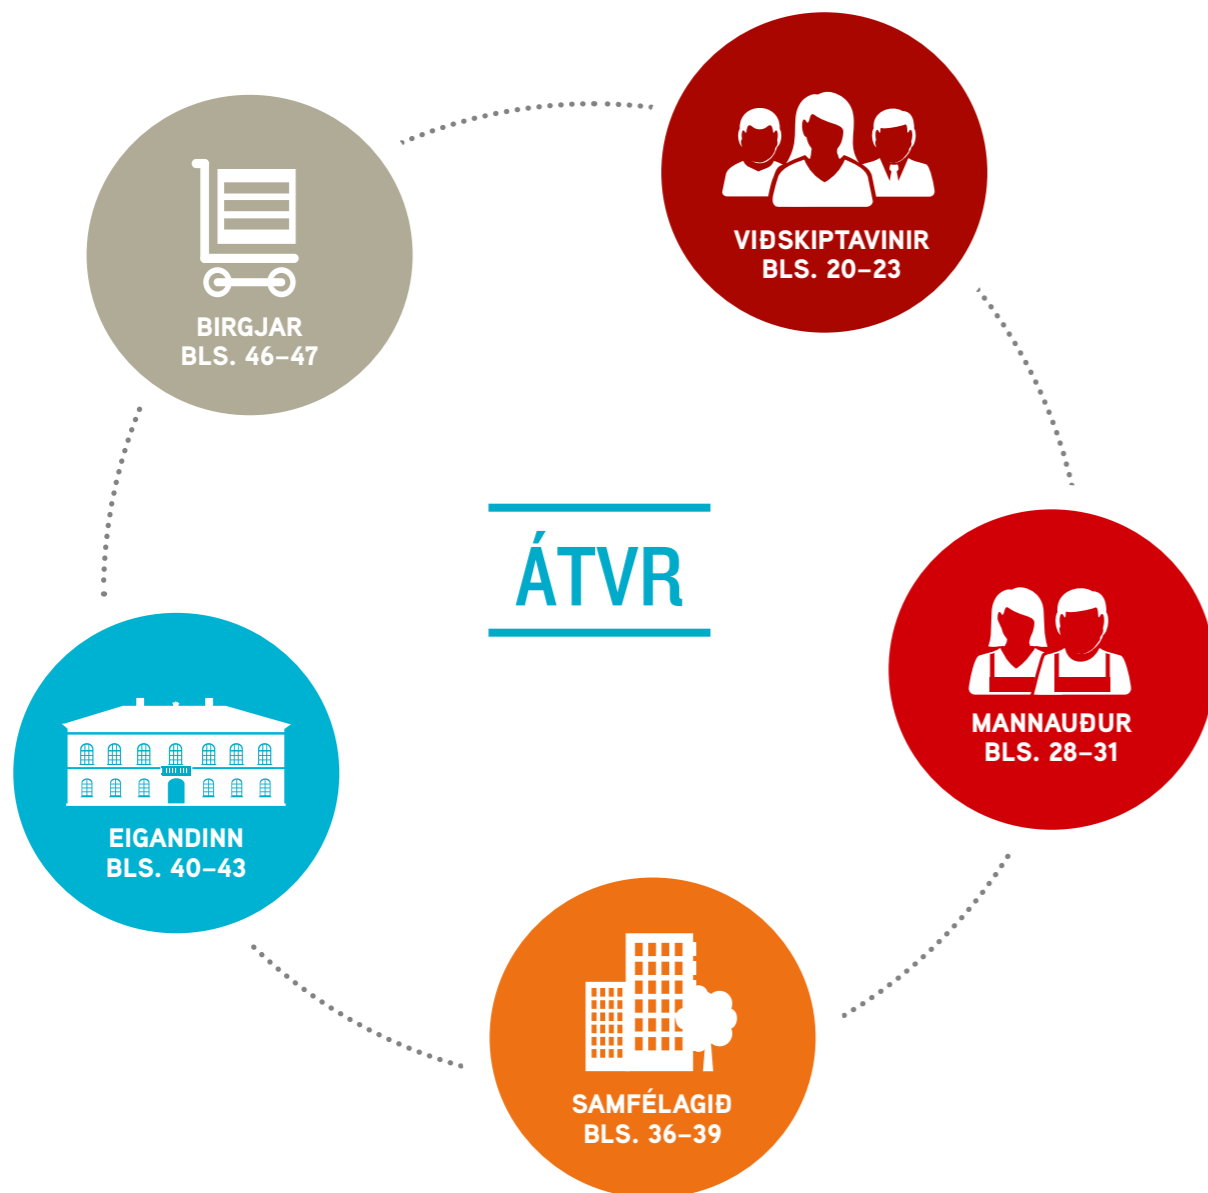 VIÐSKIPTAVINIR
BLS. 20–23
BIRGJAR
BLS. 46–47
ÁTVR
MANNAUÐUR
BLS. 28–31
EIGANDINN
BLS. 40–43
SAMFÉLAGIÐ
BLS. 36–39